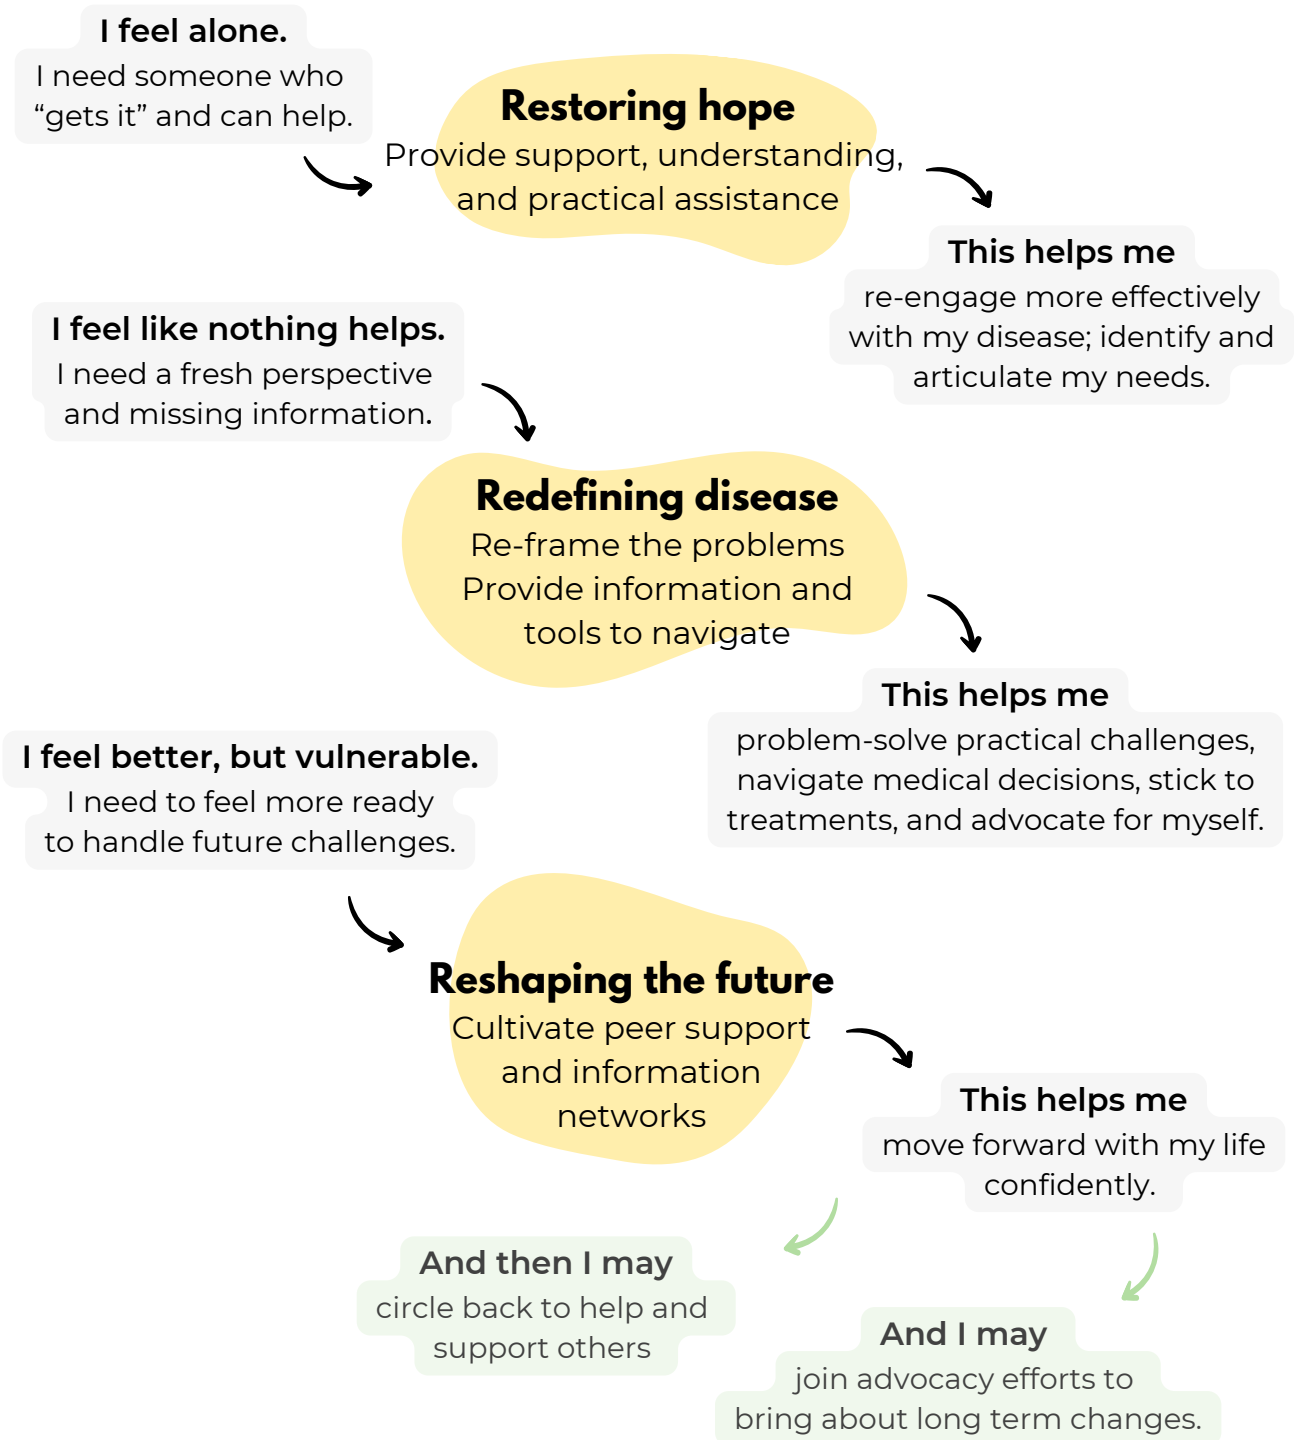 I feel alone.
I need someone who
“gets it” and can help.
Restoring hope
Provide support, understanding,
and practical assistance
This helps me
re-engage more effectively
with my disease; identify and
articulate my needs.
I feel like nothing helps.
I need a fresh perspective
and missing information.
Redefining disease
Re-frame the problems
Provide information and
tools to navigate
This helps me
problem-solve practical challenges,
navigate medical decisions, stick to
treatments, and advocate for myself.
I feel better, but vulnerable.
I need to feel more ready
to handle future challenges.
Reshaping the future
Cultivate peer support
and information
networks
This helps me
move forward with my life
confidently.
And then I may
circle back to help and
support others
And I may
join advocacy efforts to
bring about long term changes.